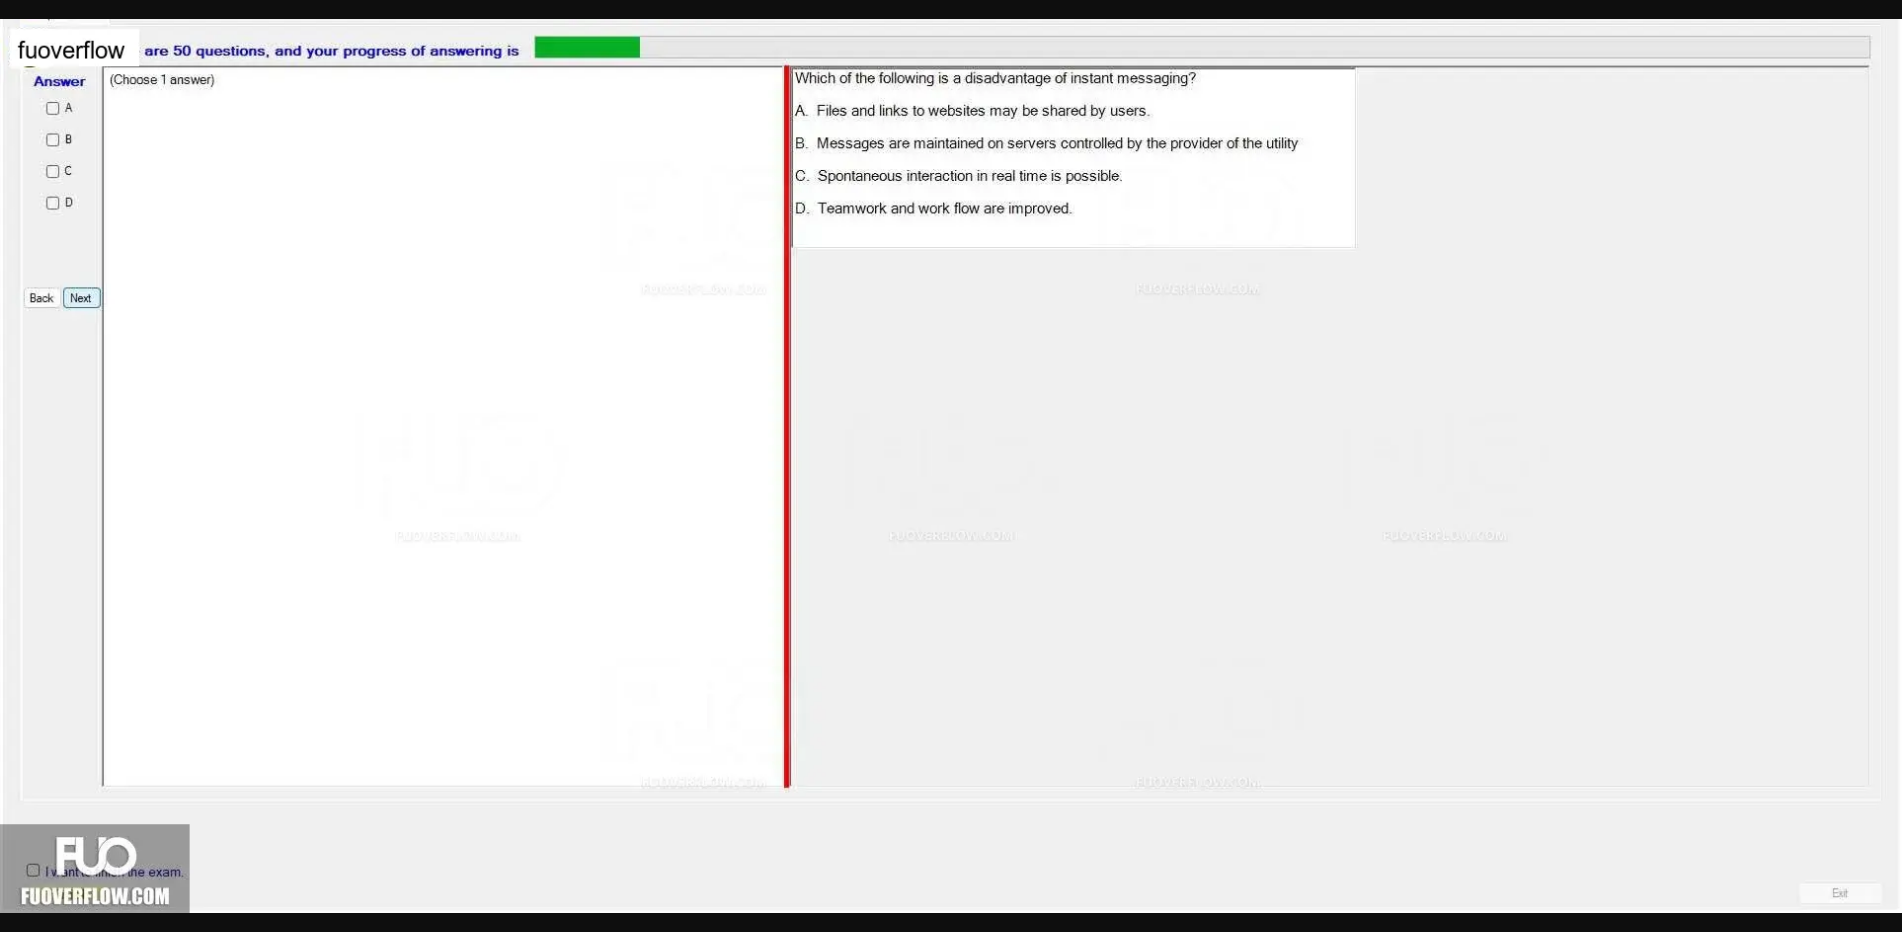 fuoverflow are 50 questions, and your progress of answering is
Answer
(Choose 1 answer)
A
B
C
D
Back Next
Which of the following is a disadvantage of instant messaging?
A. Files and links to websites may be shared by users.
B. Messages are maintained on servers controlled by the provider of the utility
C. Spontaneous interaction in real time is possible.
D. Teamwork and work flow are improved.
FUOVERFLOW.COM FUOVERFLOW.COM
FUOVERFLOW.COM FUOVERFLOW.COM FUOVERFLOW.COM
FUOVERFLOW.COM FUOVERFLOW.COM
FUO
I want to finish the exam.
FUOVERFLOW.COM
Exit